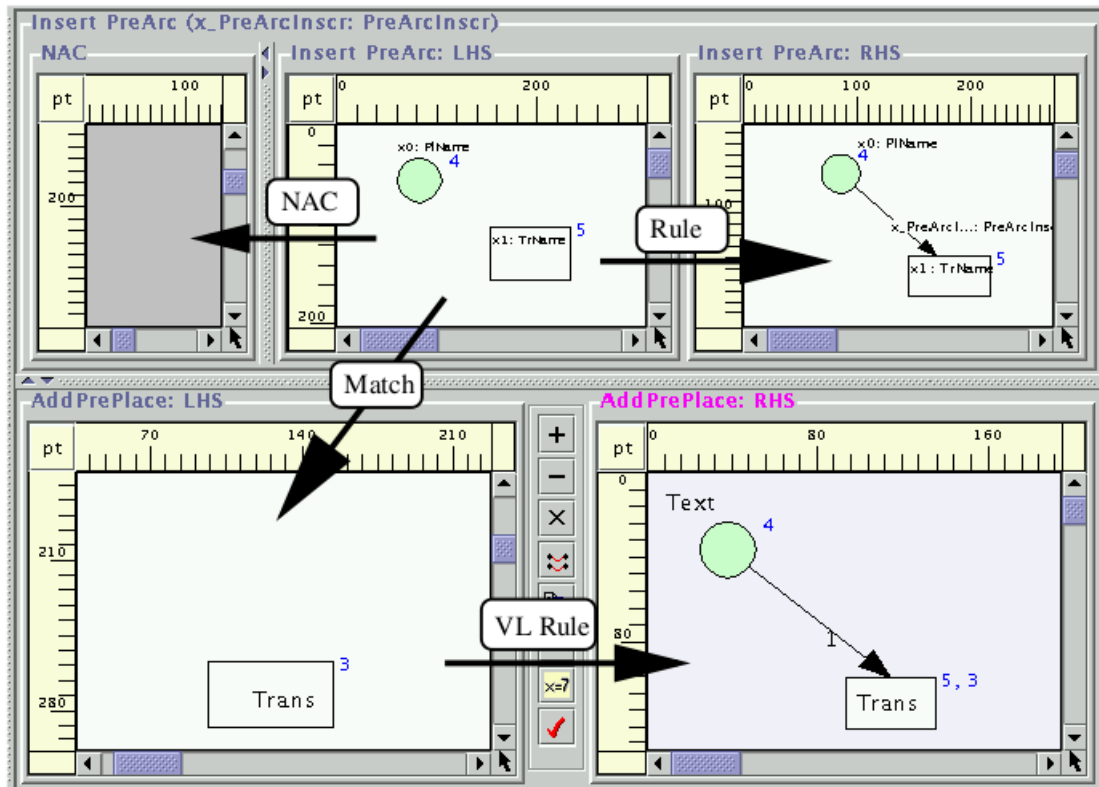 Insert PreArc (x_PreArcInscr: PreArcInscr)
NAC
Insert PreArc: LHS
Insert PreArc: RHS
pt
100
pt
0
200
pt
0
100
200
200
0
200
100
x0: PlName
4
x1: TrName
5
x0: PlName
4
x_PreArcI...: PreArcIns
x1 : TrName
5
NAC
Rule
Match
AddPrePlace: LHS
AddPrePlace: RHS
pt
70
140
210
pt
0
80
160
210
280
0
80
Trans
3
x=?
VL Rule
Text
4
1
5, 3
Trans